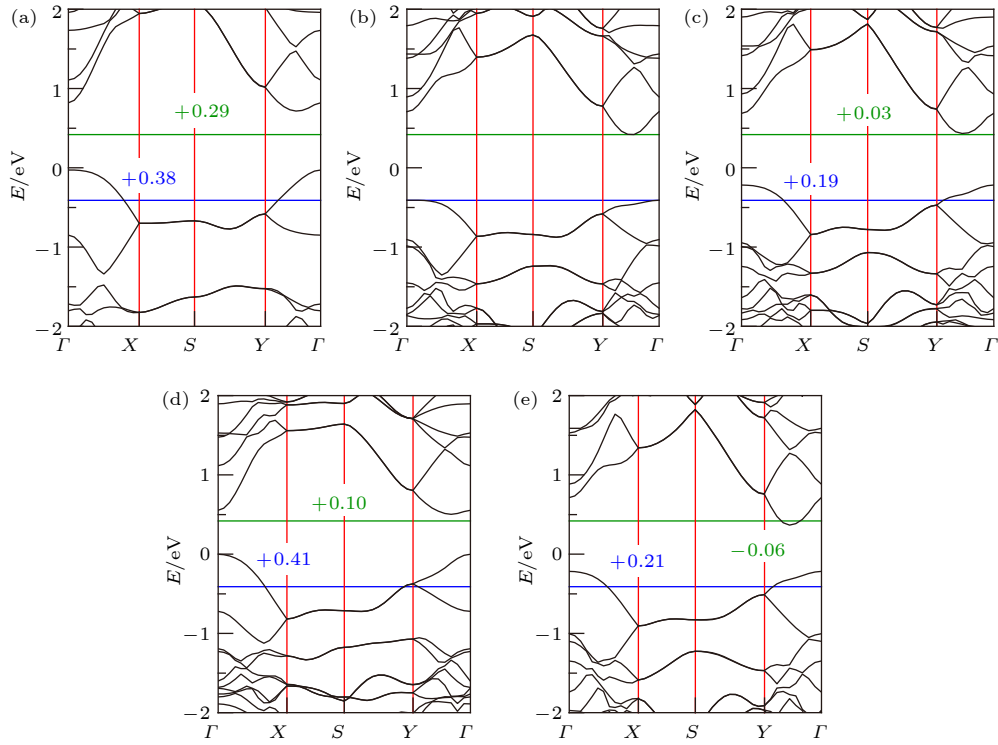 (a) (b) (c)
2 2 2
1 1 1
0 0 0
−1 −1 −1
−2 −2 −2
E/eV E/eV E/eV
+0.29 +0.03
+0.38 +0.19
Γ X S Y Γ Γ X S Y Γ Γ X S Y Γ
(d) (e)
2 2
1 1
0 0
−1 −1
−2 −2
E/eV E/eV
+0.10
+0.41 +0.21 −0.06
Γ X S Y Γ Γ X S Y Γ